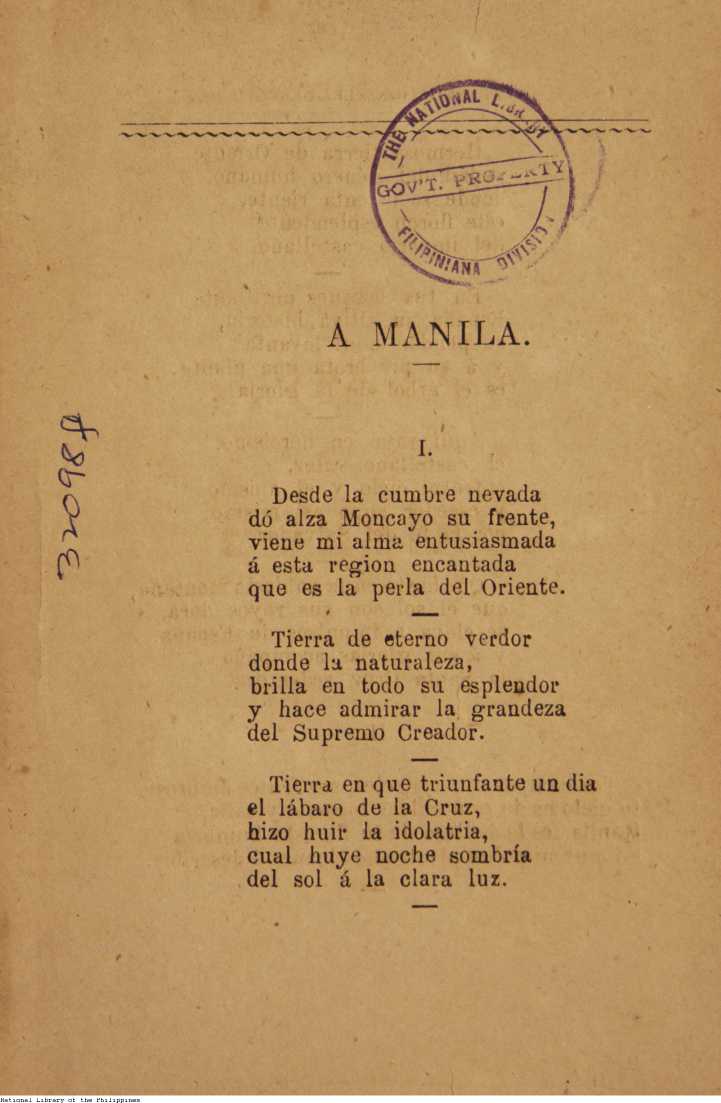 THE NATIONAL LIBRARY
GOV'T. PROPERTY
FILIPINIANA DIVISION
A MANILA.
I.
Desde la cumbre nevada
dó alza Moncayo su frente,
viene mi alma entusiasmada
á esta region encantada
que es la perla del Oriente.
Tierra de eterno verdor
donde la naturaleza,
brilla en todo su esplendor
y hace admirar la grandeza
del Supremo Creador.
Tierra en que triunfante un dia
el lábaro de la Cruz,
hizo huir la idolatria,
cual huye noche sombría
del sol á la clara luz.
32098
National Library of the Philippines